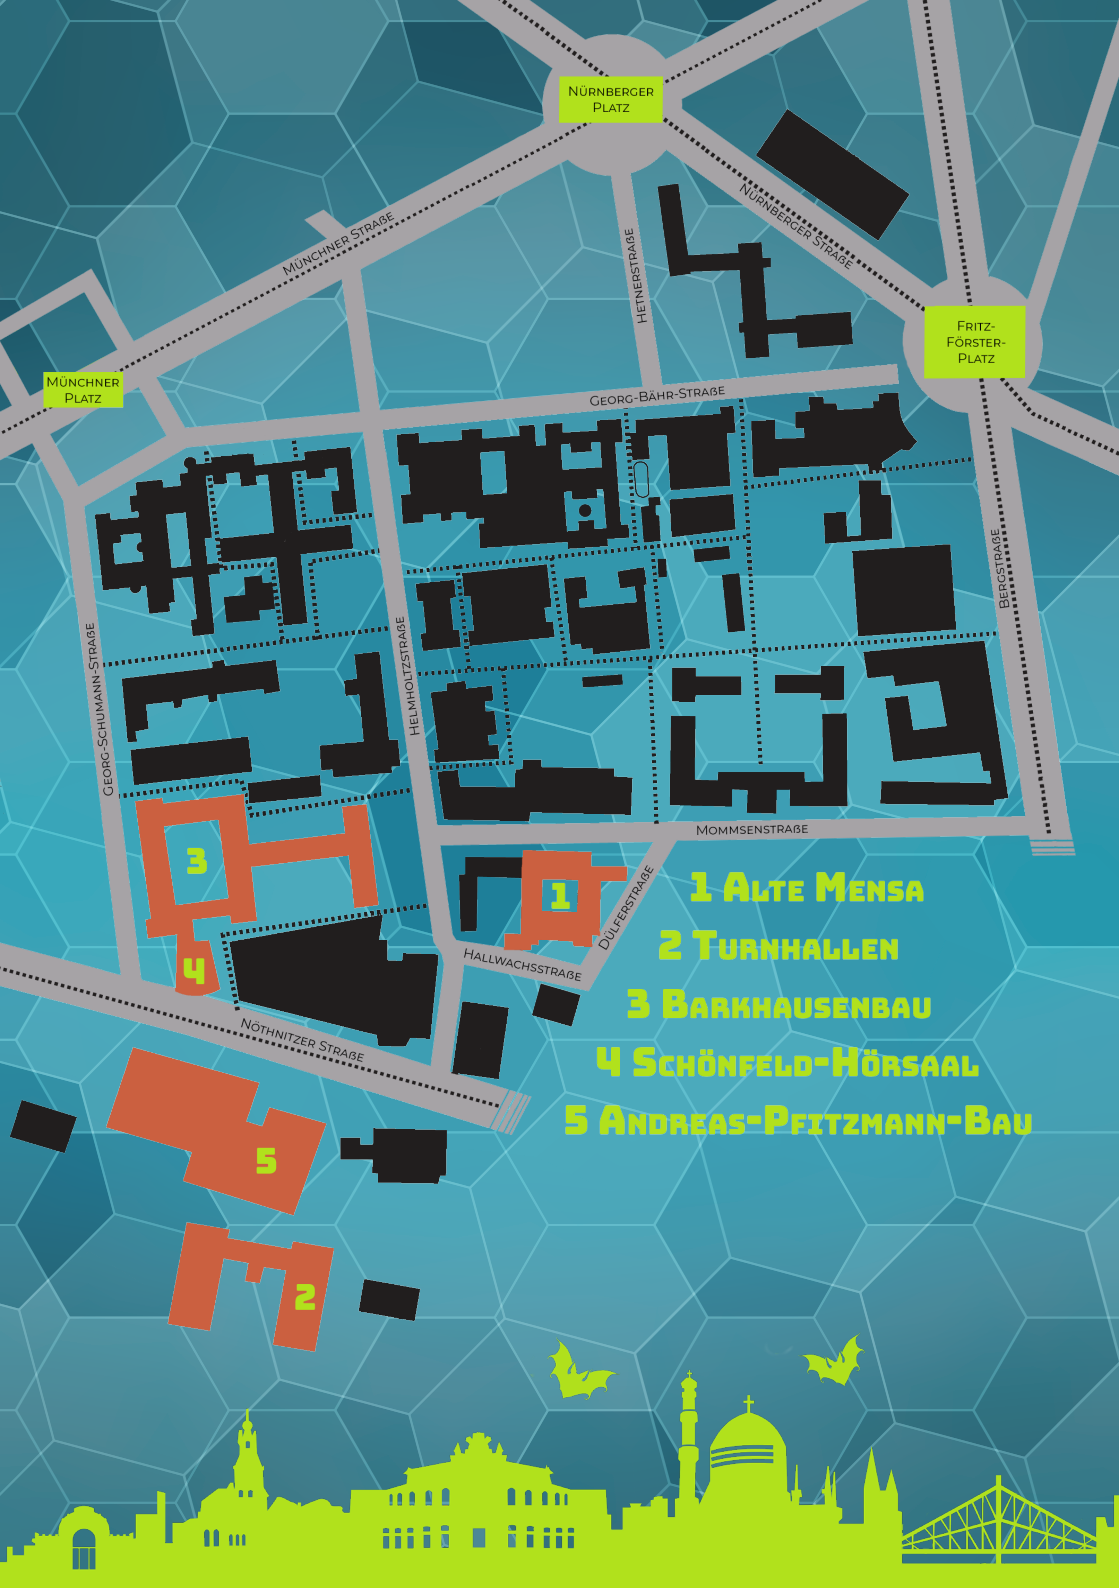 Nürnberger
Platz
Nürnberger Straße
Münchner Straße
Hetnerstraße
Fritz-
Förster-
Platz
Münchner
Platz
Georg-Bähr-Straße
Bergstraße
Georg-Schumann-Straße
Helmholtzstraße
Mommsenstraße
3
1
Dülferstraße
1 Alte Mensa
2 Turnhallen
Hallwachsstraße
4
3 Barkhausenbau
Nöthnitzer Straße
4 Schönfeld-Hörsaal
5 Andreas-Pfitzmann-Bau
5
2